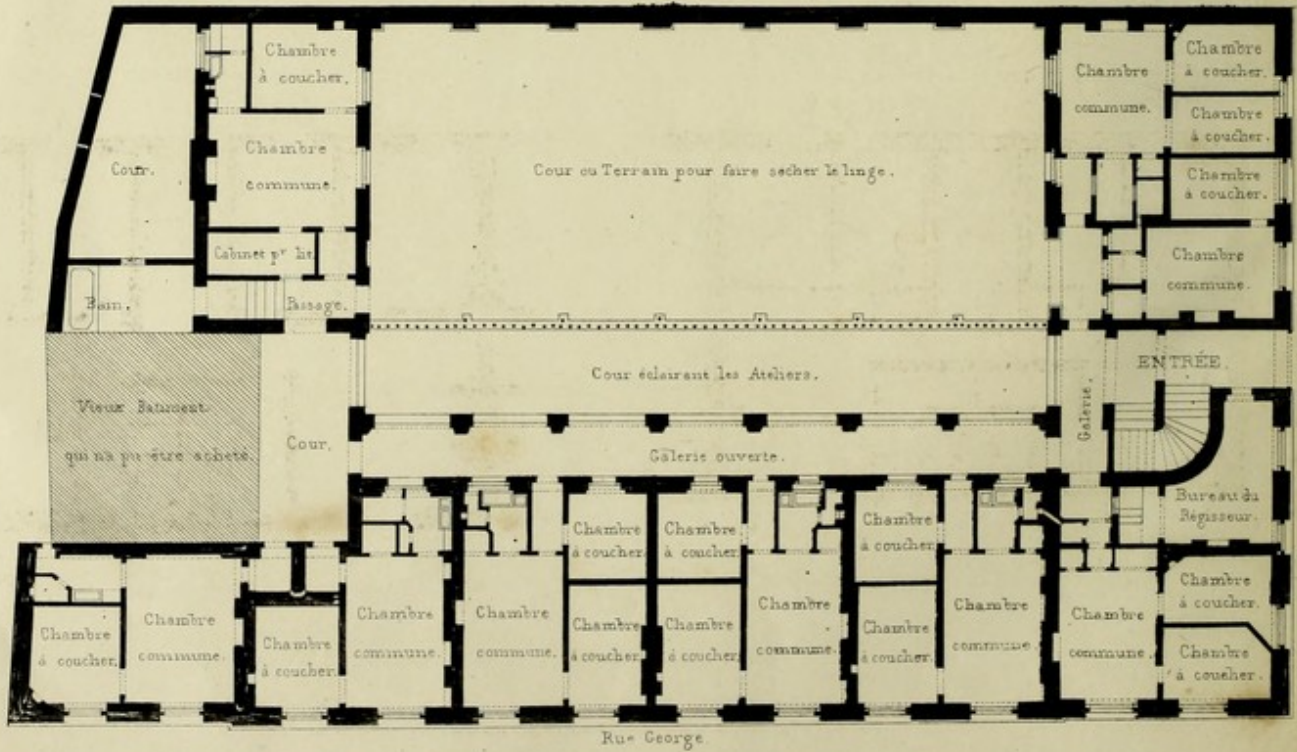 Chambre
à coucher.
Chambre
commune.
Cour.
Cabinet pr lit.
Bain.
Passage.
Cour ou Terrain pour faire secher le linge.
Chambre
commune.
Chambre
à coucher.
Chambre
à coucher.
Chambre
à coucher.
Chambre
commune.
ENTRÉE.
Cour éclairant les Ateliers.
Galerie.
Vieux Batiment
qui n'a pu être acheté.
Cour.
Galerie ouverte.
Bureau du
Régisseur.
Chambre
à coucher.
Chambre
commune.
Chambre
à coucher.
Chambre
commune.
Chambre
commune.
Chambre
à coucher.
Chambre
à coucher.
Chambre
à coucher.
Chambre
à coucher.
Chambre
commune.
Chambre
à coucher.
Chambre
à coucher.
Chambre
commune.
Chambre
commune.
Chambre
à coucher.
Chambre
à coucher.
Rue George.